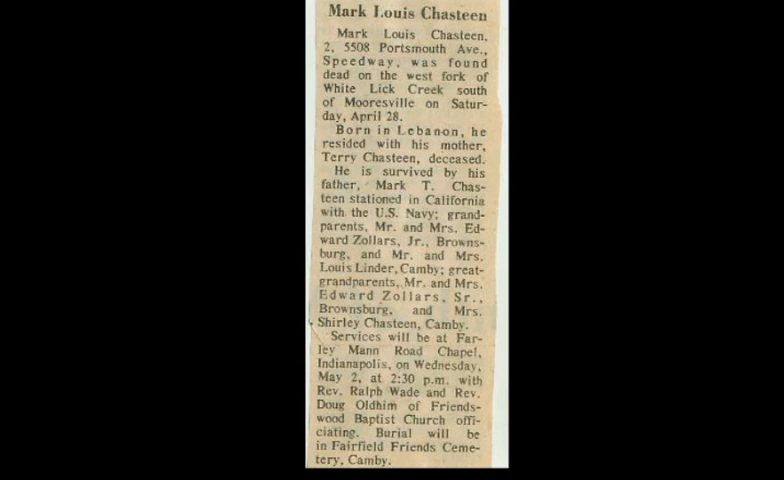 Mark Louis Chasteen
Mark Louis Chasteen,
2, 5508 Portsmouth Ave.,
Speedway, was found
dead on the west fork of
White Lick Creek south
of Mooresville on Satur-
day, April 28.
Born in Lebanon, he
resided with his mother,
Terry Chasteen, deceased.
He is survived by his
father, Mark T. Chas-
teen stationed in California
with the U.S. Navy; grand-
parents, Mr. and Mrs. Ed-
ward Zollars, Jr., Browns-
burg, and Mr. and Mrs.
Louis Linder, Camby; great-
grandparents, Mr. and Mrs.
Edward Zollars, Sr.,
Brownsburg, and Mrs.
Shirley Chasteen, Camby.
Services will be at Far-
ley Mann Road Chapel,
Indianapolis, on Wednesday,
May 2, at 2:30 p.m. with
Rev. Ralph Wade and Rev.
Doug Oldhim of Friends-
wood Baptist Church offi-
ciating. Burial will be
in Fairfield Friends Ceme-
tery, Camby.